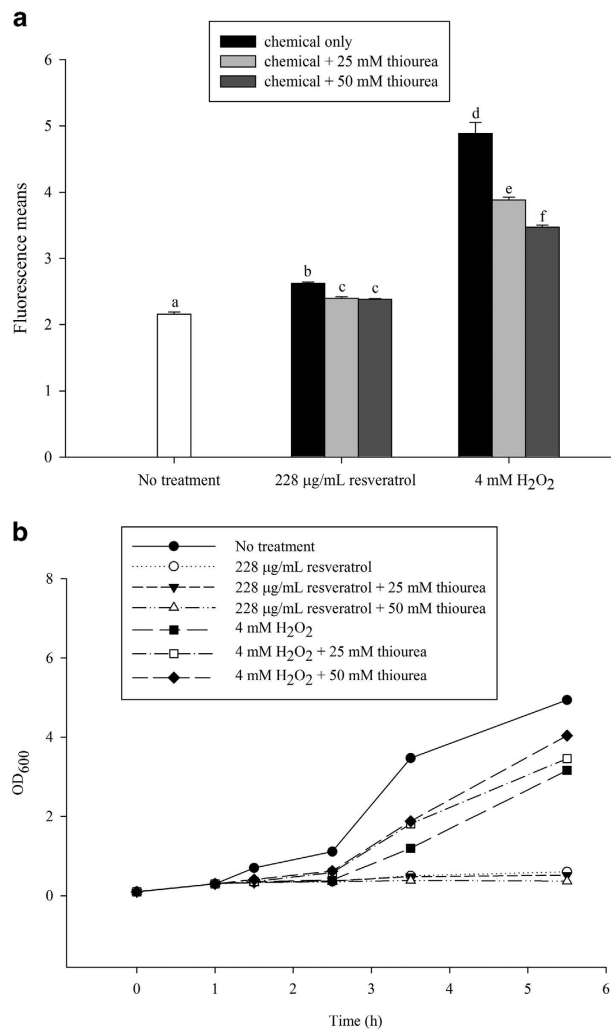 a
chemical only
chemical + 25 mM thiourea
chemical + 50 mM thiourea
6
5
4
3
2
1
0
Fluorescence means
a
b
c
c
d
e
f
No treatment
228 µg/mL resveratrol
4 mM H2O2
b
No treatment
228 µg/mL resveratrol
228 µg/mL resveratrol + 25 mM thiourea
228 µg/mL resveratrol + 50 mM thiourea
4 mM H2O2
4 mM H2O2 + 25 mM thiourea
4 mM H2O2 + 50 mM thiourea
8
6
4
2
0
OD600
0
1
2
3
4
5
6
Time (h)